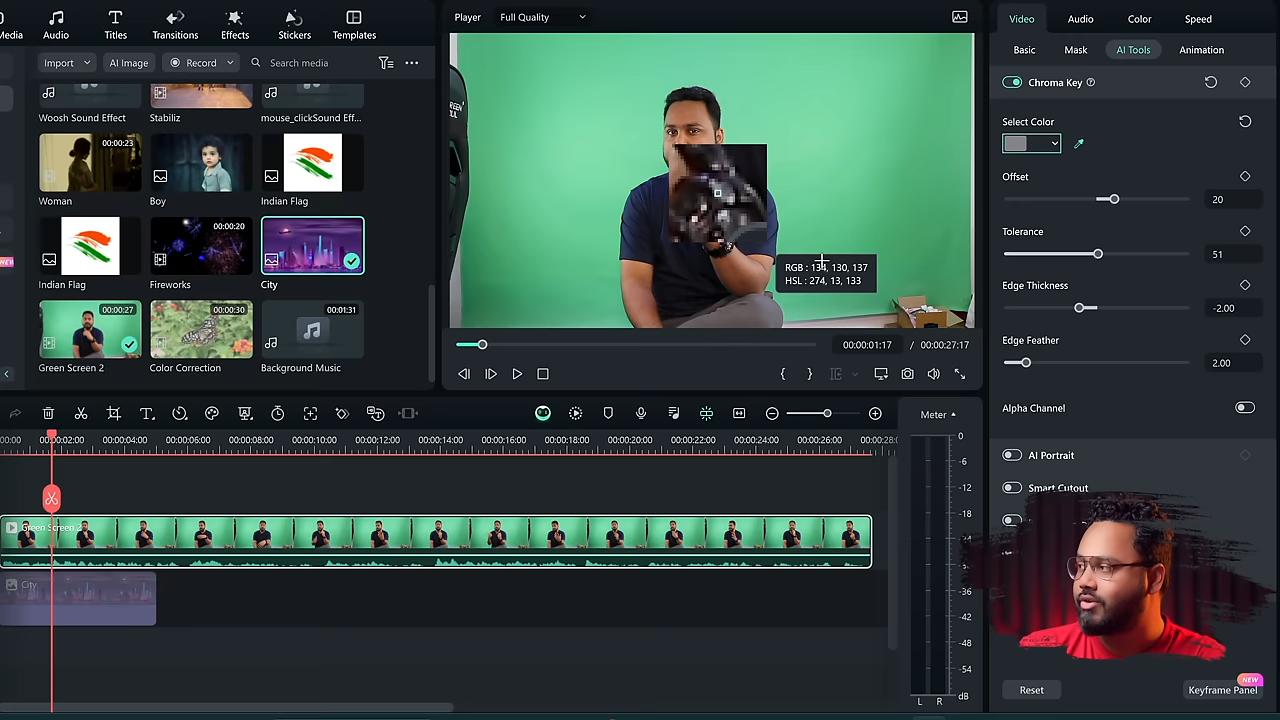 Media
Audio
Titles
Transitions
Effects
Stickers
Templates
Import
AI Image
Record
Search media
Woosh Sound Effect
Stabiliz
mouse_clickSound Eff...
00:00:23
Woman
Boy
Indian Flag
00:00:20
Indian Flag
Fireworks
City
NEW
00:00:27
00:00:30
00:01:31
Green Screen 2
Color Correction
Background Music
Player
Full Quality
RGB : 134, 130, 137
HSL : 274, 13, 133
00:00:01:17 / 00:00:27:17
Video
Audio
Color
Speed
Basic
Mask
AI Tools
Animation
Chroma Key
Select Color
Offset
20
Tolerance
51
Edge Thickness
-2.00
Edge Feather
2.00
Alpha Channel
AI Portrait
Smart Cutout
Reset
Keyframe Panel
NEW
00:00 00:00:02:00 00:00:04:00 00:00:06:00 00:00:08:00 00:00:10:00 00:00:12:00 00:00:14:00 00:00:16:00 00:00:18:00 00:00:20:00 00:00:22:00 00:00:24:00 00:00:26:00 00:00:28:0
Green Screen 2
City
Meter
0
-6
-12
-18
-24
-30
-36
-42
-48
-54
dB
L R